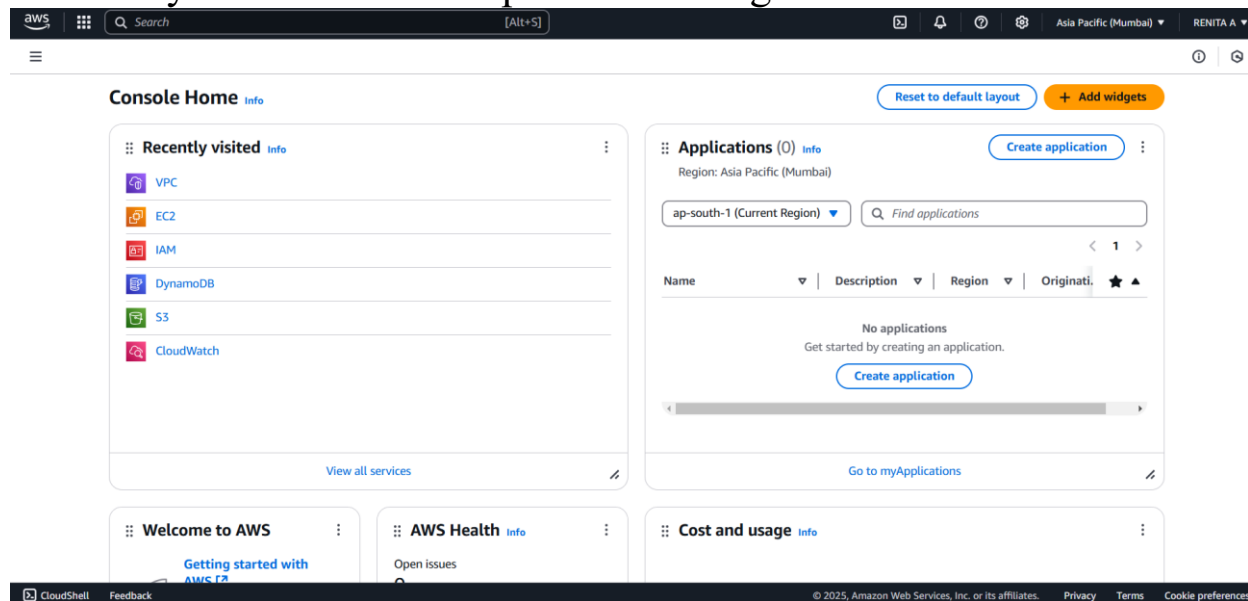 aws Search [Alt+S] Asia Pacific (Mumbai) RENITA A
Console Home Info
Reset to default layout + Add widgets
Recently visited Info
VPC
EC2
IAM
DynamoDB
S3
CloudWatch
View all services
Applications (0) Info Create application
Region: Asia Pacific (Mumbai)
ap-south-1 (Current Region) Find applications
1
Name Description Region Originati.
No applications
Get started by creating an application.
Create application
Go to myApplications
Welcome to AWS
Getting started with
AWS
AWS Health Info
Open issues
Cost and usage Info
CloudShell Feedback © 2025, Amazon Web Services, Inc. or its affiliates. Privacy Terms Cookie preferences